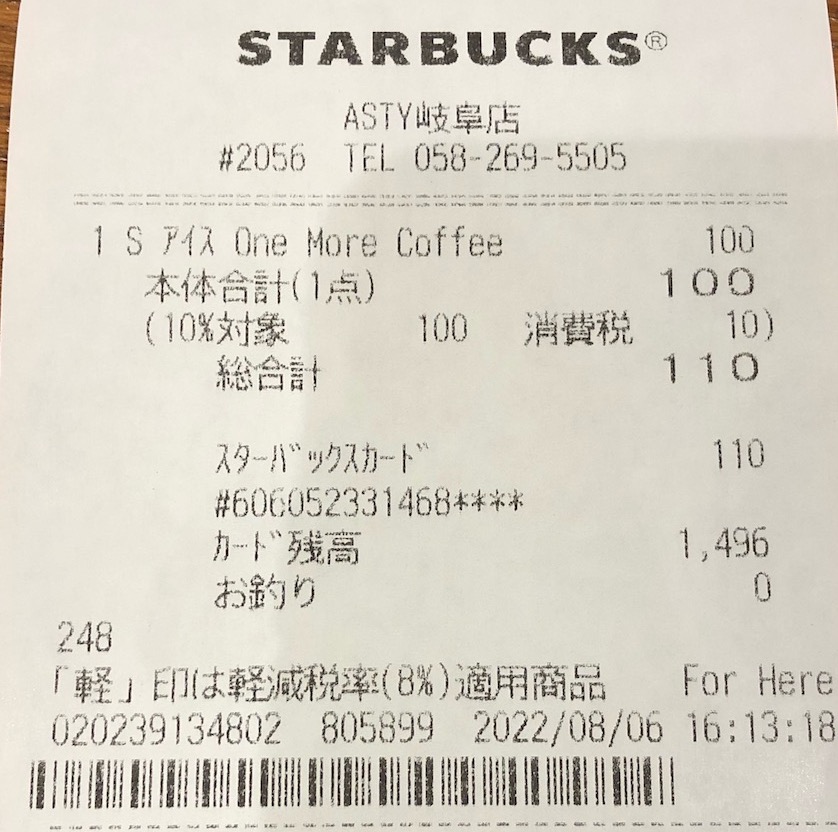 STARBUCKS®
ASTY岐阜店
#2056 TEL 058-269-5505
1 S アイス One More Coffee 100
本体合計(1点) 100
(10%対象 100 消費税 10)
総合計 110
スターバックスカード 110
#606052331468****
カード残高 1,496
お釣り 0
248
「軽」印は軽減税率(8%)適用商品 For Here
020239134802 805899 2022/08/06 16:13:18